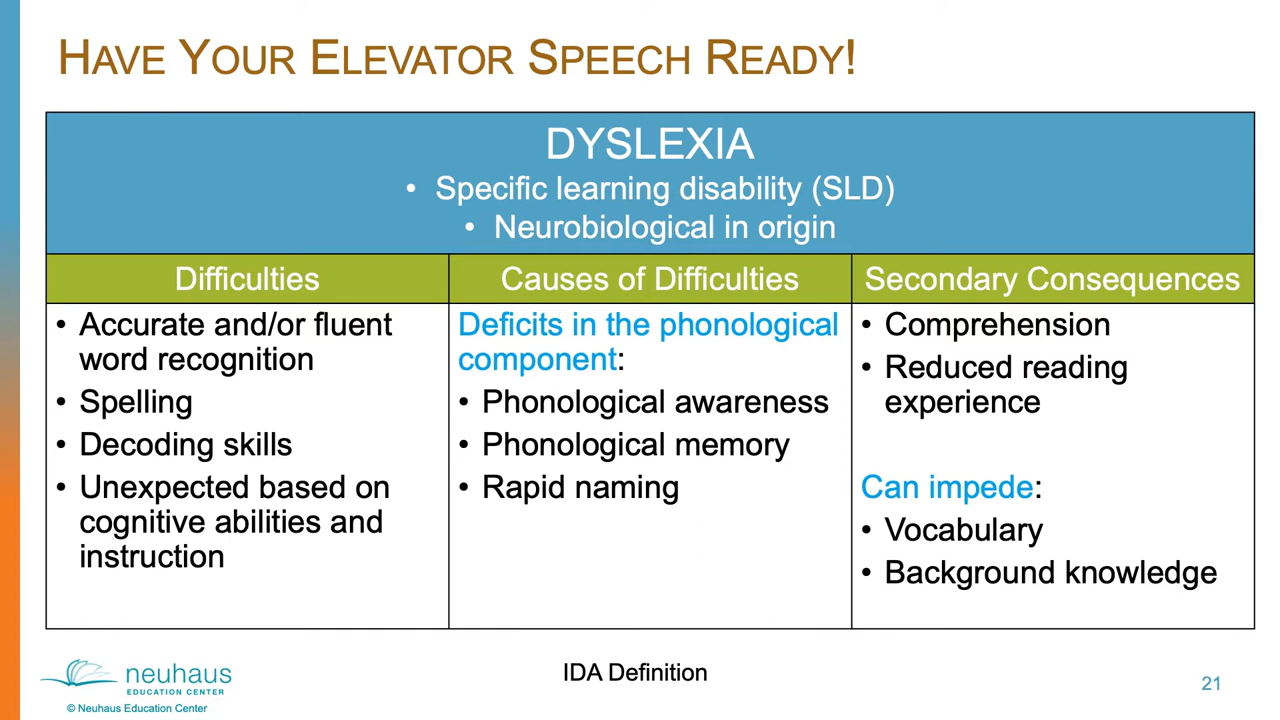 HAVE YOUR ELEVATOR SPEECH READY!
DYSLEXIA
• Specific learning disability (SLD)
• Neurobiological in origin
Difficulties
• Accurate and/or fluent
word recognition
• Spelling
• Decoding skills
• Unexpected based on
cognitive abilities and
instruction
Causes of Difficulties
Deficits in the phonological
component:
• Phonological awareness
• Phonological memory
• Rapid naming
Secondary Consequences
• Comprehension
• Reduced reading
experience
Can impede:
• Vocabulary
• Background knowledge
neuhaus
EDUCATION CENTER
© Neuhaus Education Center
IDA Definition
21